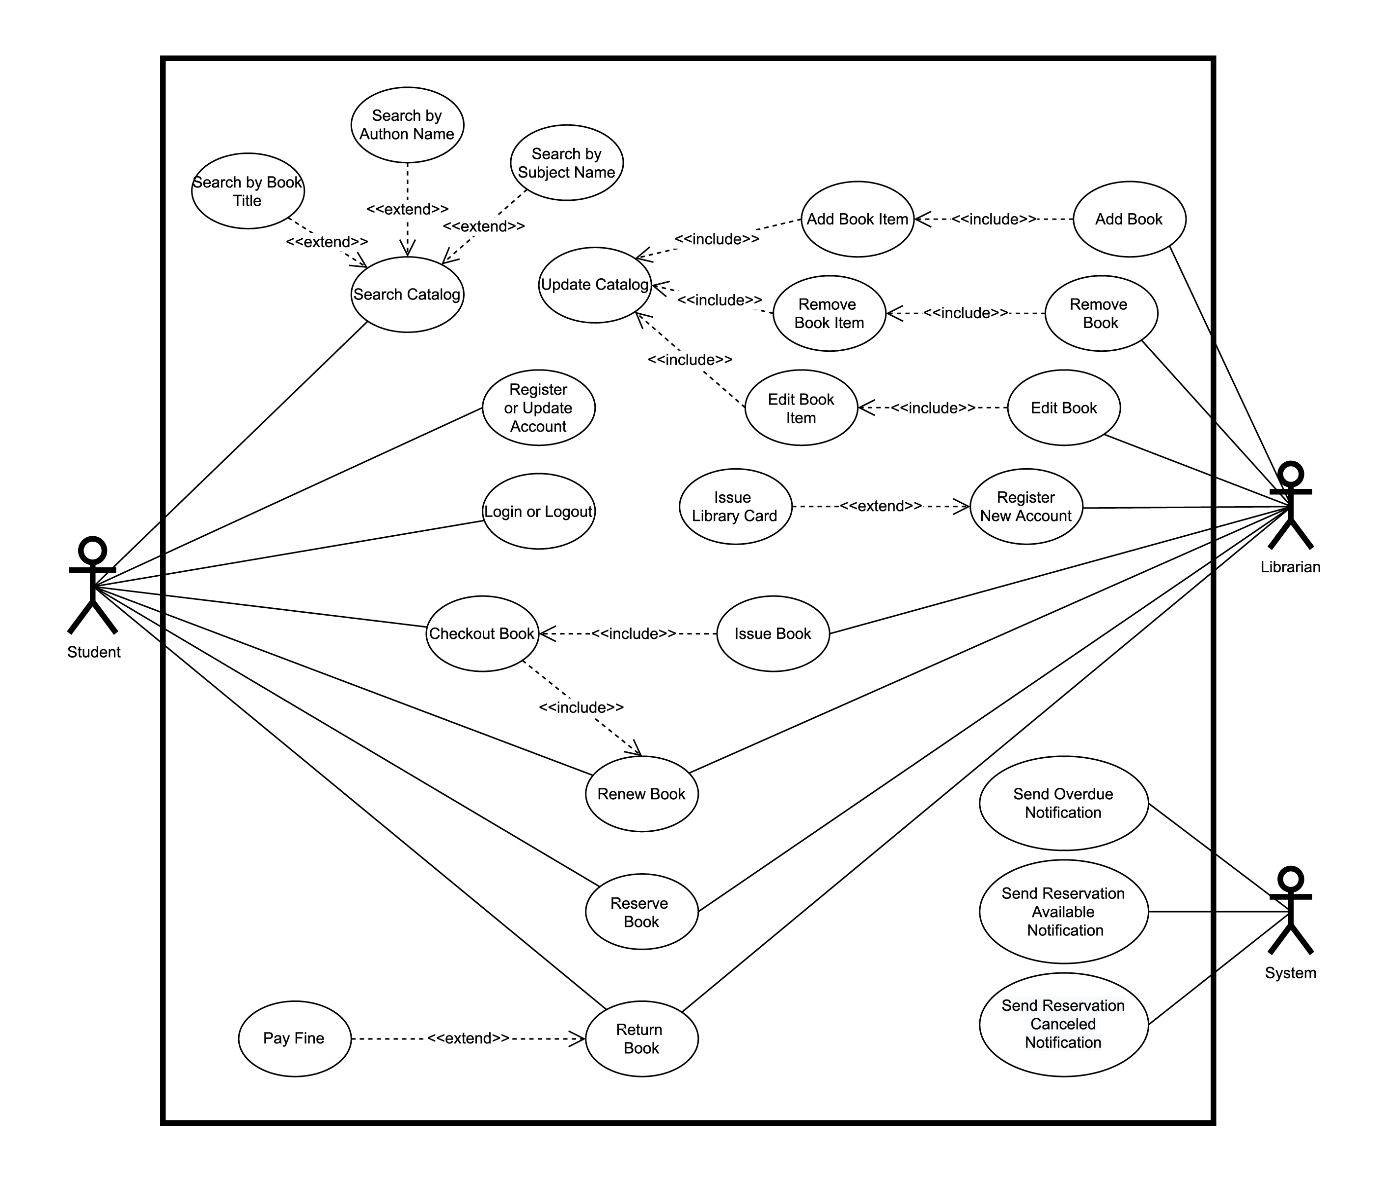 Search by
Authon Name
Search by
Subject Name
Search by Book
Title
<<extend>>
<<extend>>
<<extend>>
Search Catalog
Add Book Item
<<include>>
Add Book
<<include>>
Update Catalog
<<include>>
Remove
Book Item
<<include>>
Remove
Book
<<include>>
Edit Book
Item
<<include>>
Edit Book
Register
or Update
Account
Login or Logout
Issue
Library Card
<<extend>>
Register
New Account
Librarian
Student
Checkout Book
<<include>>
Issue Book
<<include>>
Renew Book
Send Overdue
Notification
Reserve
Book
Send Reservation
Available
Notification
System
Send Reservation
Canceled
Notification
Pay Fine
<<extend>>
Return
Book